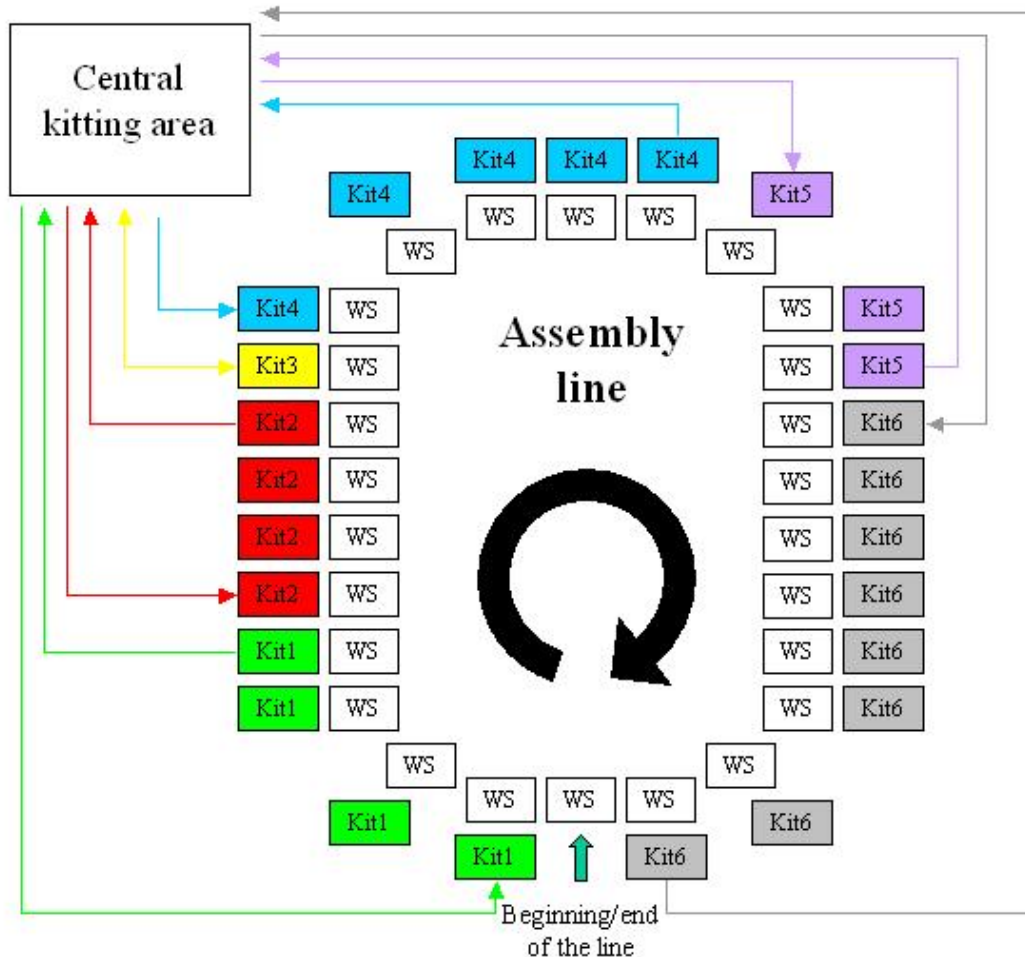 Central
kitting area
Kit4 Kit4 Kit4
Kit4 Kit5
WS WS WS
WS WS
Kit4 WS WS Kit5
Assembly
line
Kit3 WS WS Kit5
Kit2 WS WS Kit6
Kit2 WS WS Kit6
Kit2 WS WS Kit6
Kit2 WS WS Kit6
Kit1 WS WS Kit6
Kit1 WS WS Kit6
WS WS
WS WS WS
Kit1 Kit6
Kit1 Kit6
Beginning/end
of the line